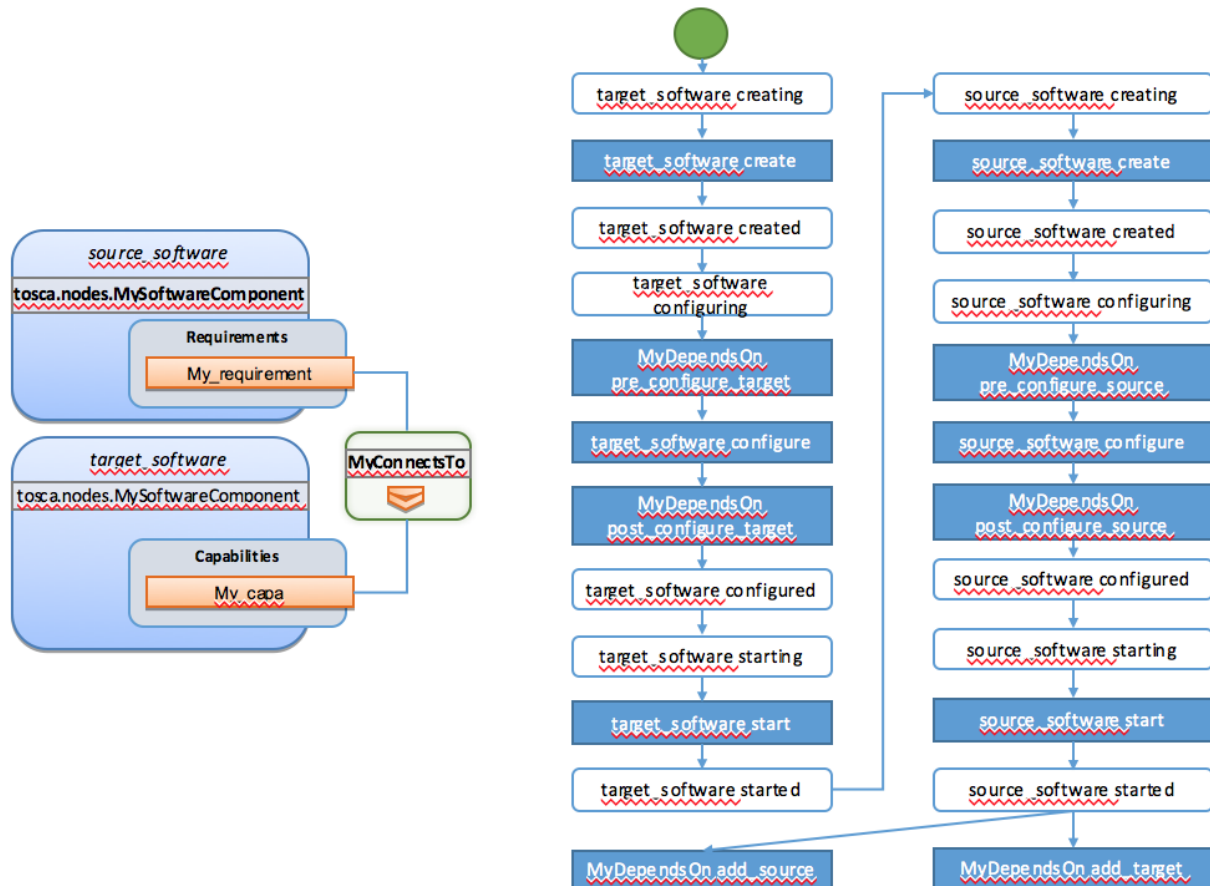 source_software
tosca.nodes.MySoftwareComponent
Requirements
My_requirement
target_software
tosca.nodes.MySoftwareComponent
Capabilities
My_capa
MyConnectsTo
target_software creating
target_software create
target_software created
target_software
configuring
MyDependsOn
pre_configure_target
target_software configure
MyDependsOn
post_configure_target
target_software configured
target_software starting
target_software start
target_software started
MyDependsOn add_source
source_software creating
source_software create
source_software created
source_software configuring
MyDependsOn
pre_configure_source
source_software configure
MyDependsOn
post_configure_source
source_software configured
source_software starting
source_software start
source_software started
MyDependsOn add_target